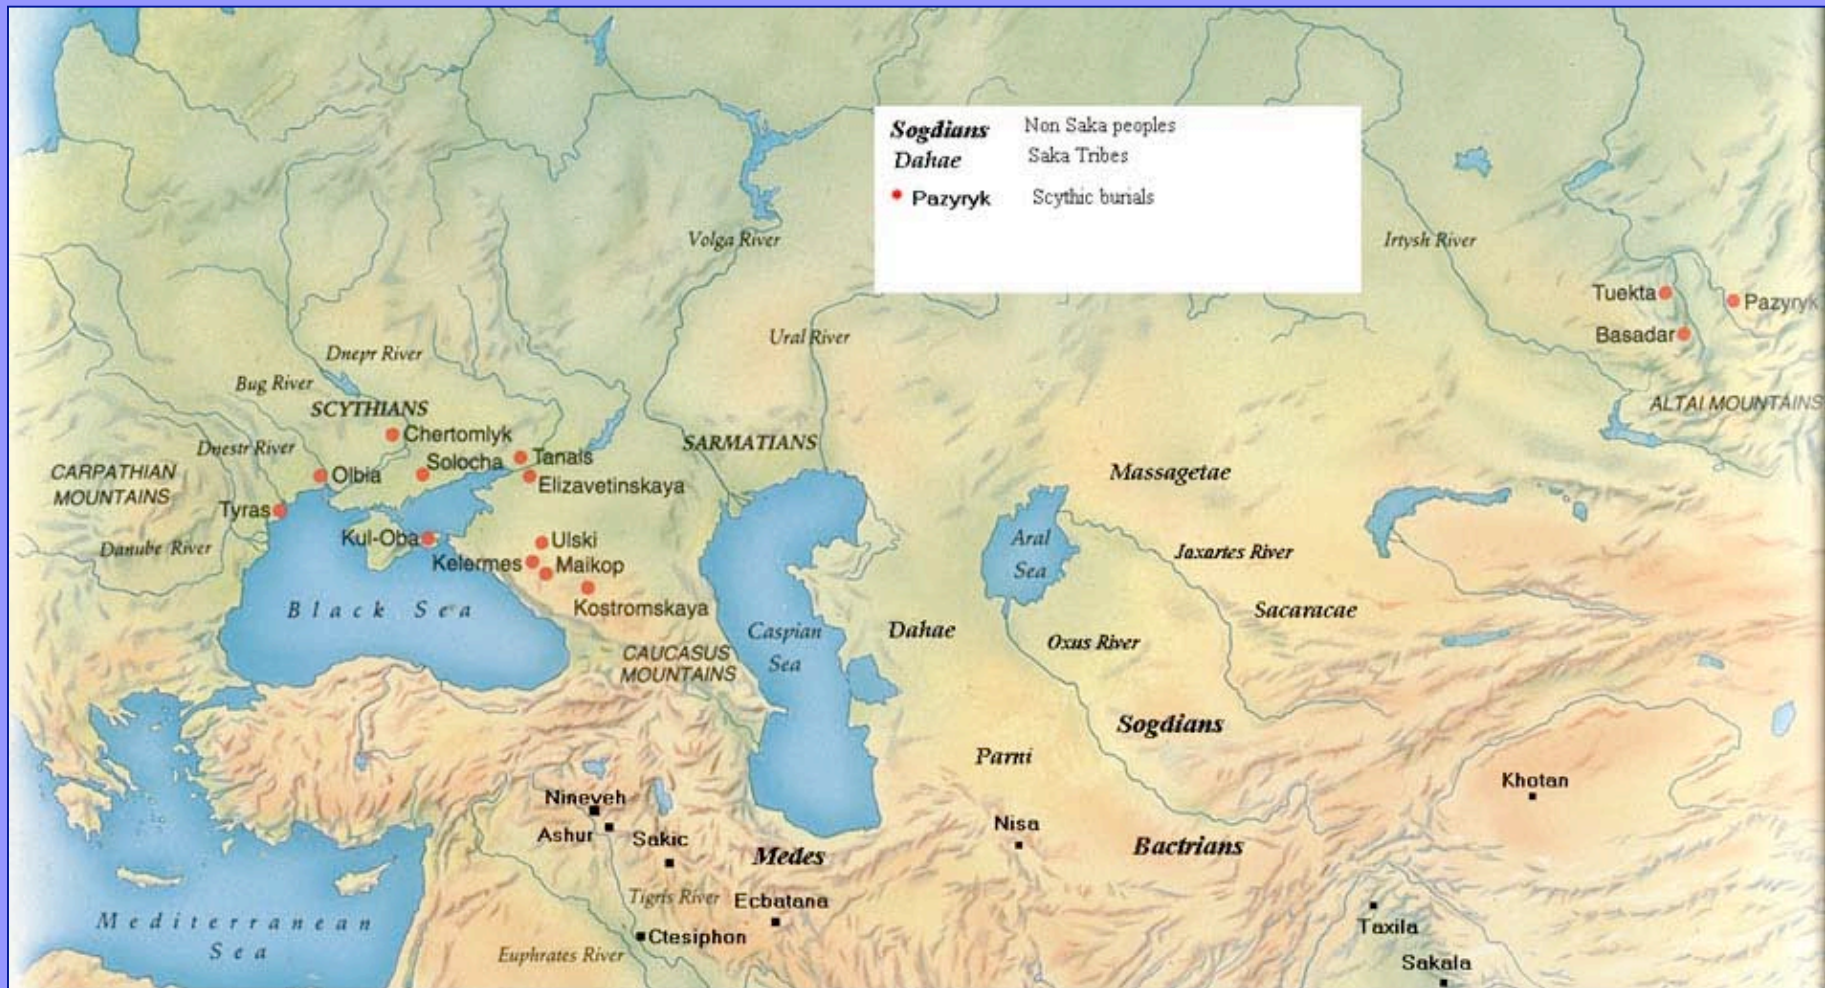 Sogdians Non Saka peoples
Dahae Saka Tribes
Pazyryk Scythic burials
Volga River
Irtysh River
Tuekta
Pazyryk
Basadar
Ural River
Dnepr River
Bug River
SCYTHIANS
ALTAI MOUNTAINS
Chertomlyk
Dnestr River
SARMATIANS
Tanais
Solocha
CARPATHIAN
MOUNTAINS
Olbia
Elizavetinskaya
Massagetae
Tyras
Kul-Oba
Ulski
Danube River
Kelermes
Maikop
Aral
Sea
Jaxartes River
Black Sea
Kostromskaya
Sacaracae
Caspian
Sea
Dahae
Oxus River
CAUCASUS
MOUNTAINS
Sogdians
Parni
Khotan
Nineveh
Ashur
Sakic
Nisa
Medes
Bactrians
Tigris River
Ecbatana
Mediterranean
Sea
Ctesiphon
Euphrates River
Taxila
Sakala